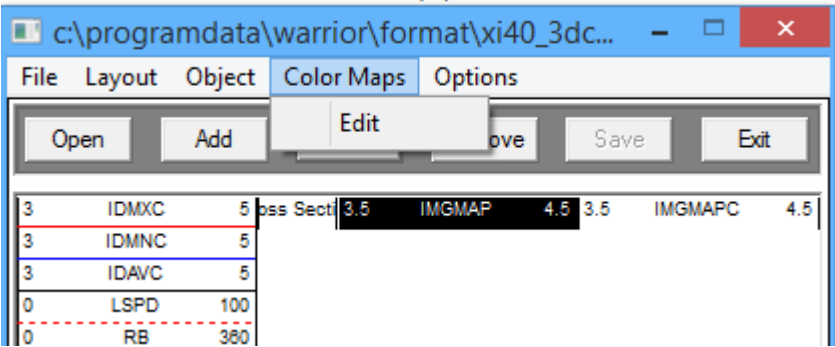 c:\programdata\warrior\format\xi40_3dc...
File Layout Object Color Maps Options
Edit
Open Add ove Save Exit
3 IDMXC 5 oss Secti 3.5 IMGMAP 4.5 3.5 IMGMAPC 4.5
3 IDMNC 5
3 IDAVC 5
0 LSPD 100
0 RB 360